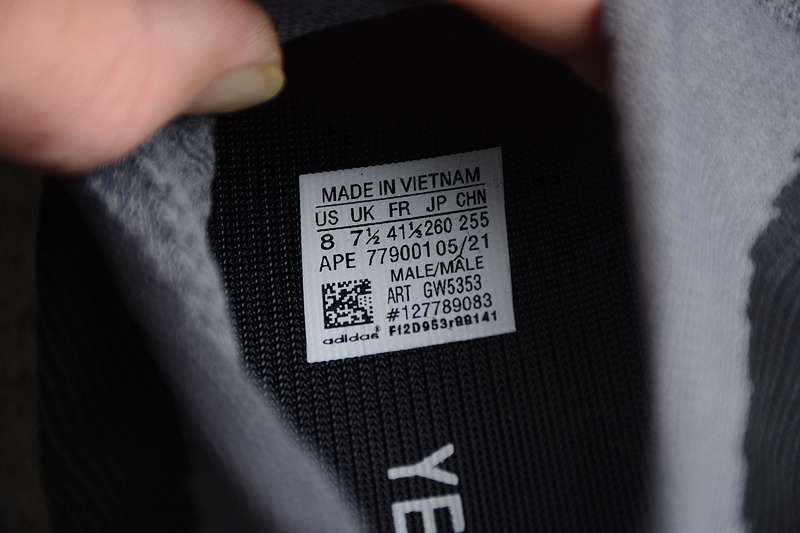 MADE IN VIETNAM
US UK FR JP CHN
8 7½ 41⅓ 260 255
APE 779001 05/21
MALE/MALE
ART GW5353
#127789083
adidas®
YE